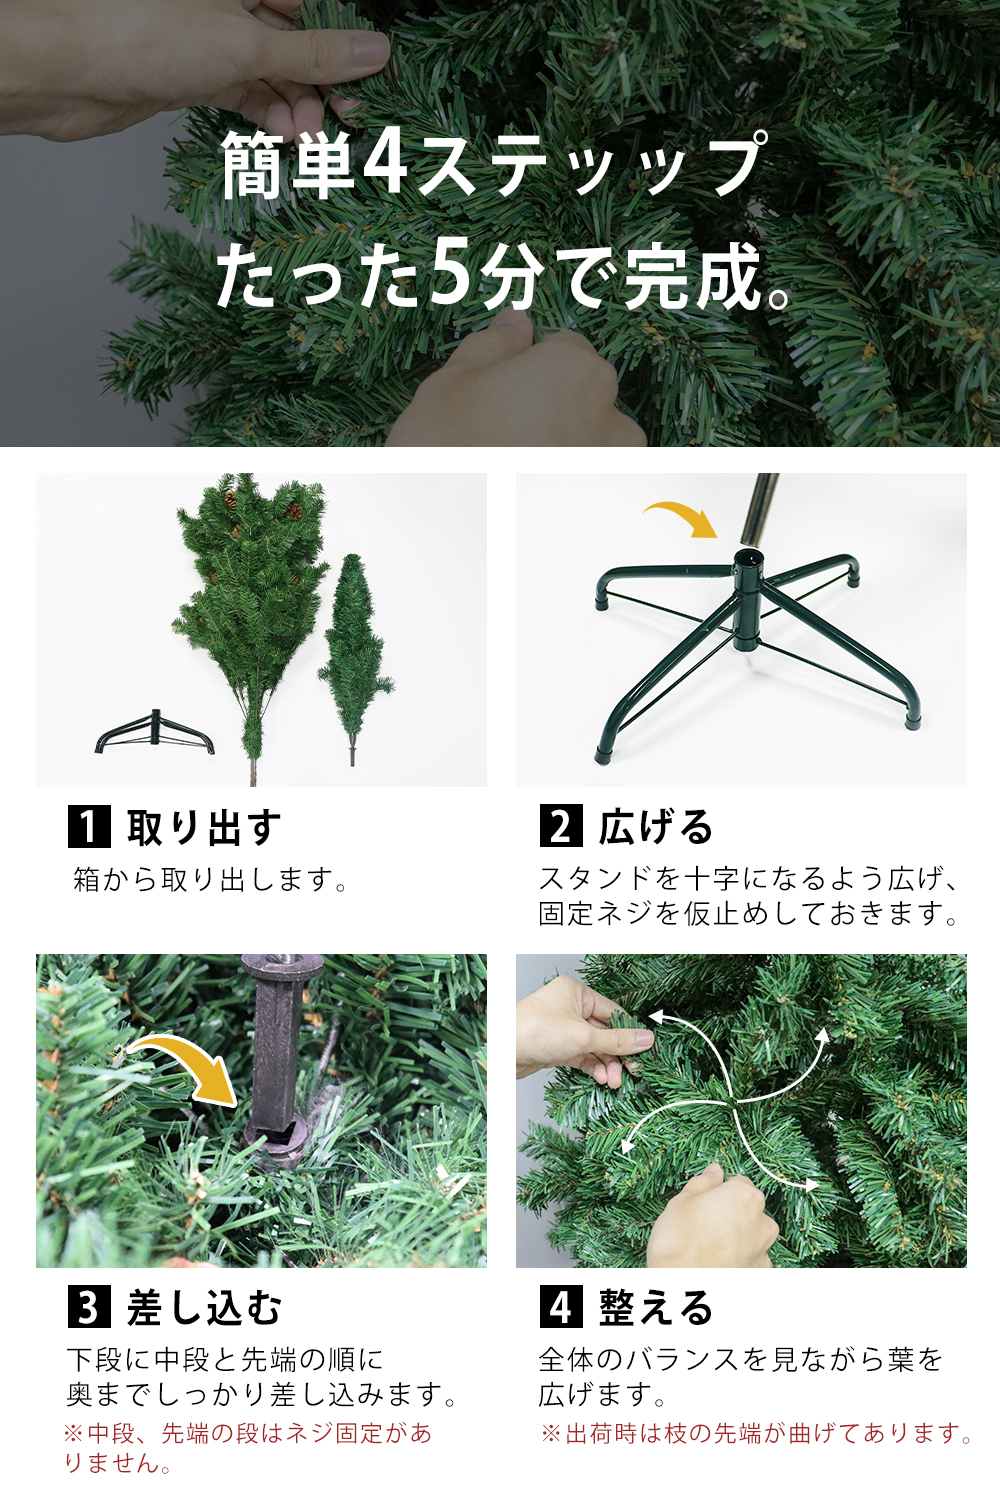 簡単4ステッップ
たった5分で完成。
1 取り出す
箱から取り出します。
2 広げる
スタンドを十字になるよう広げ、
固定ネジを仮止めしておきます。
3 差し込む
下段に中段と先端の順に
奥までしっかり差し込みます。
※中段、先端の段はネジ固定があ
りません。
4 整える
全体のバランスを見ながら葉を
広げます。
※出荷時は枝の先端が曲げてあります。